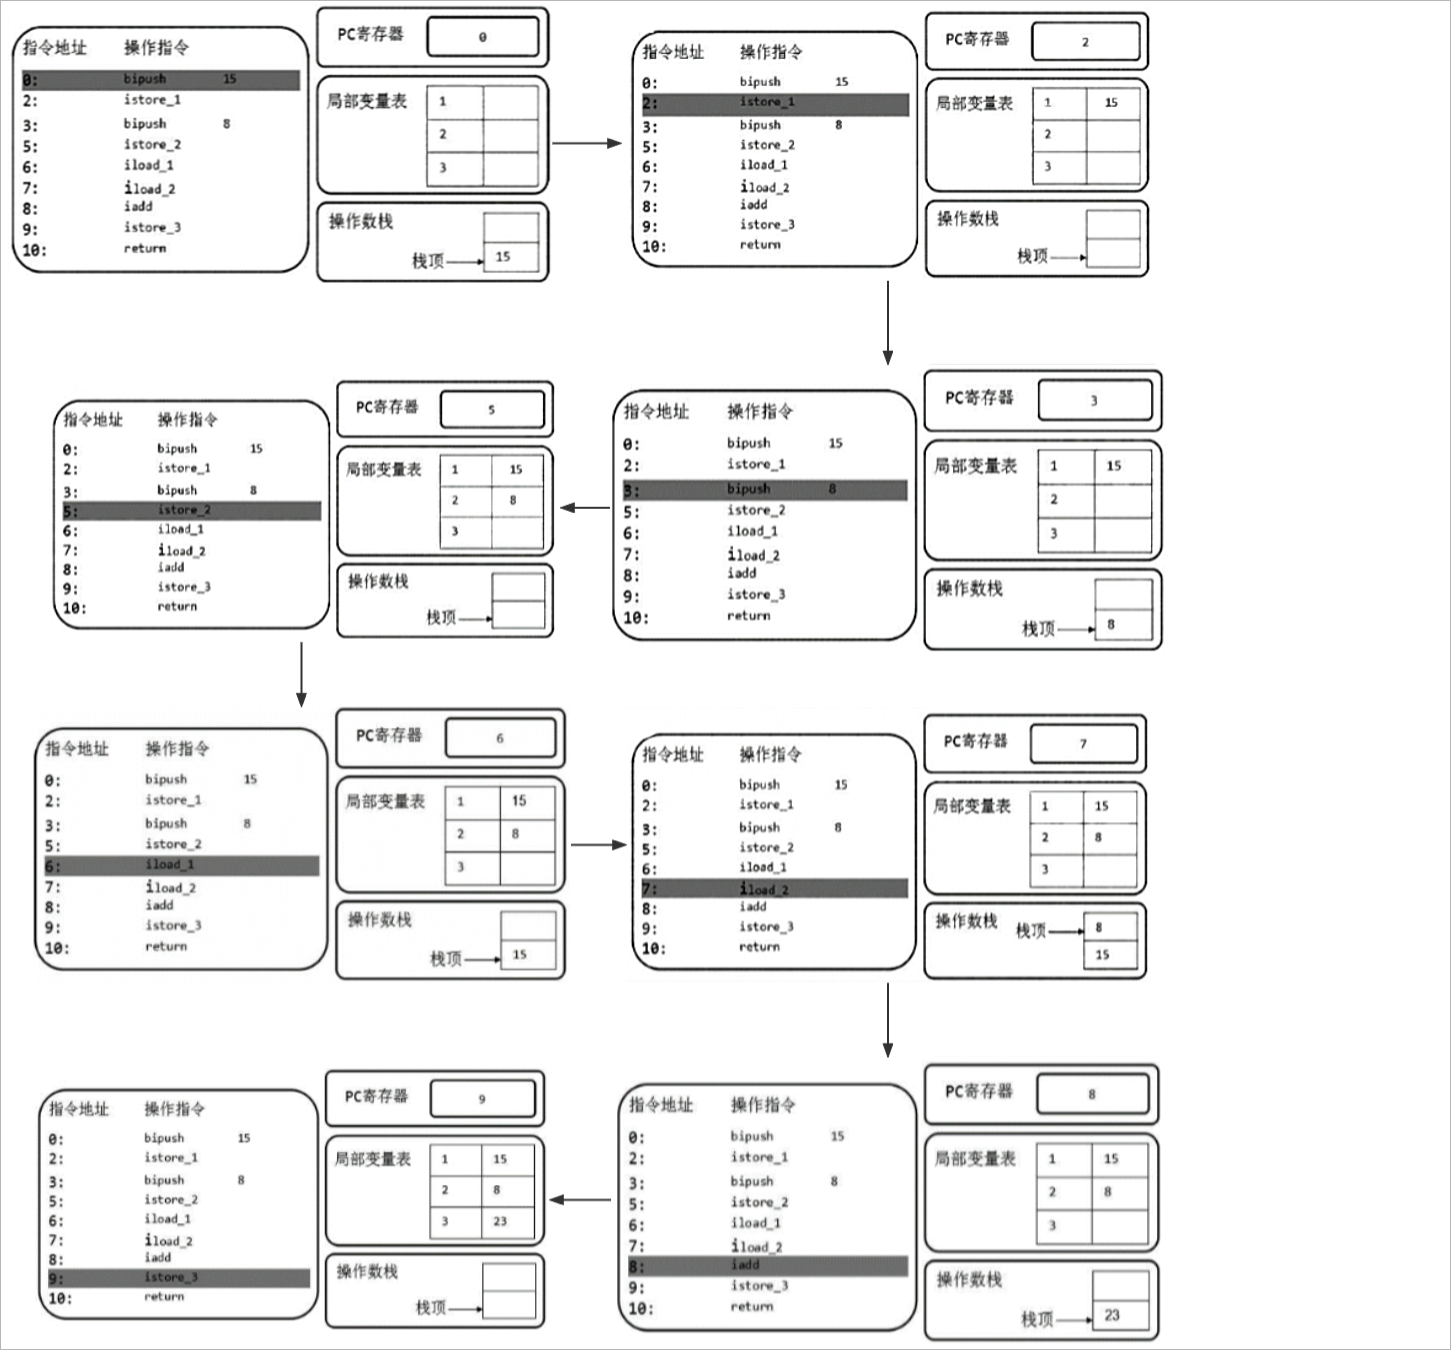 指令地址 操作指令
0: bipush 15
2: istore_1
3: bipush 8
5: istore_2
6: iload_1
7: iload_2
8: iadd
9: istore_3
10: return
PC寄存器 0
局部变量表 1
2
3
操作数栈
栈顶 15
指令地址 操作指令
0: bipush 15
2: istore_1
3: bipush 8
5: istore_2
6: iload_1
7: iload_2
8: iadd
9: istore_3
10: return
PC寄存器 2
局部变量表 1 15
2
3
操作数栈
栈顶
指令地址 操作指令
0: bipush 15
2: istore_1
3: bipush 8
5: istore_2
6: iload_1
7: iload_2
8: iadd
9: istore_3
10: return
PC寄存器 5
局部变量表 1 15
2 8
3
操作数栈
栈顶
指令地址 操作指令
0: bipush 15
2: istore_1
3: bipush 8
5: istore_2
6: iload_1
7: iload_2
8: iadd
9: istore_3
10: return
PC寄存器 3
局部变量表 1 15
2
3
操作数栈
栈顶 8
指令地址 操作指令
0: bipush 15
2: istore_1
3: bipush 8
5: istore_2
6: iload_1
7: iload_2
8: iadd
9: istore_3
10: return
PC寄存器 6
局部变量表 1 15
2 8
3
操作数栈
栈顶 15
指令地址 操作指令
0: bipush 15
2: istore_1
3: bipush 8
5: istore_2
6: iload_1
7: iload_2
8: iadd
9: istore_3
10: return
PC寄存器 7
局部变量表 1 15
2 8
3
操作数栈 栈顶 8
15
指令地址 操作指令
0: bipush 15
2: istore_1
3: bipush 8
5: istore_2
6: iload_1
7: iload_2
8: iadd
9: istore_3
10: return
PC寄存器 9
局部变量表 1 15
2 8
3 23
操作数栈
栈顶
指令地址 操作指令
0: bipush 15
2: istore_1
3: bipush 8
5: istore_2
6: iload_1
7: iload_2
8: iadd
9: istore_3
10: return
PC寄存器 8
局部变量表 1 15
2 8
3
操作数栈
栈顶 23